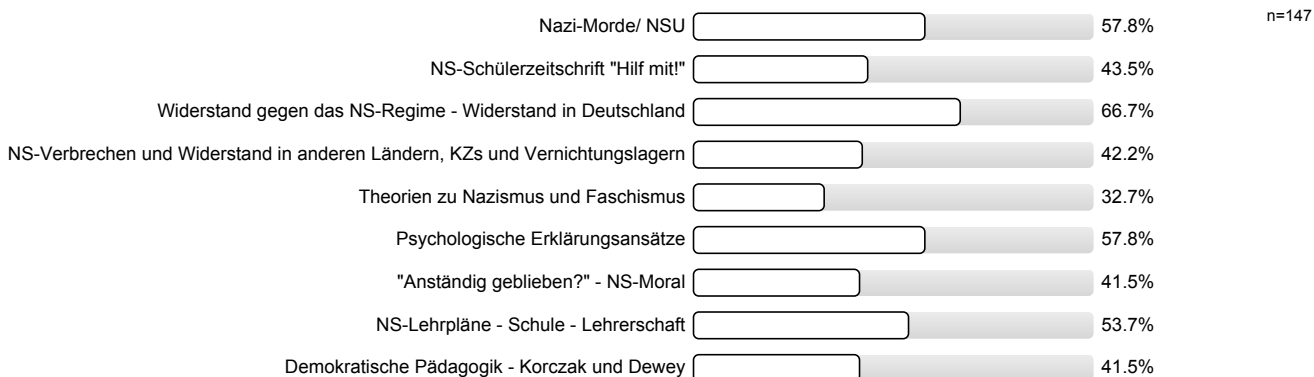 n=147
Nazi-Morde/ NSU 57.8%
NS-Schülerzeitschrift "Hilf mit!" 43.5%
Widerstand gegen das NS-Regime - Widerstand in Deutschland 66.7%
NS-Verbrechen und Widerstand in anderen Ländern, KZs und Vernichtungslagern 42.2%
Theorien zu Nazismus und Faschismus 32.7%
Psychologische Erklärungsansätze 57.8%
"Anständig geblieben?" - NS-Moral 41.5%
NS-Lehrpläne - Schule - Lehrerschaft 53.7%
Demokratische Pädagogik - Korczak und Dewey 41.5%